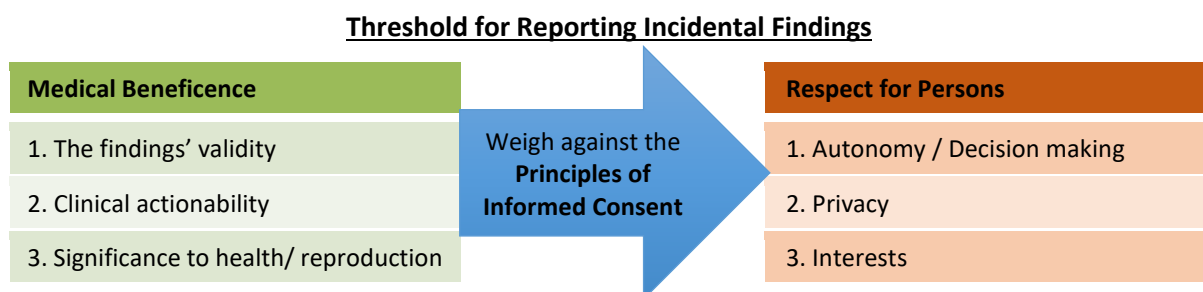 Threshold for Reporting Incidental Findings
Medical Beneficence
1. The findings’ validity
2. Clinical actionability
3. Significance to health/ reproduction
Weigh against the
Principles of
Informed Consent
Respect for Persons
1. Autonomy / Decision making
2. Privacy
3. Interests